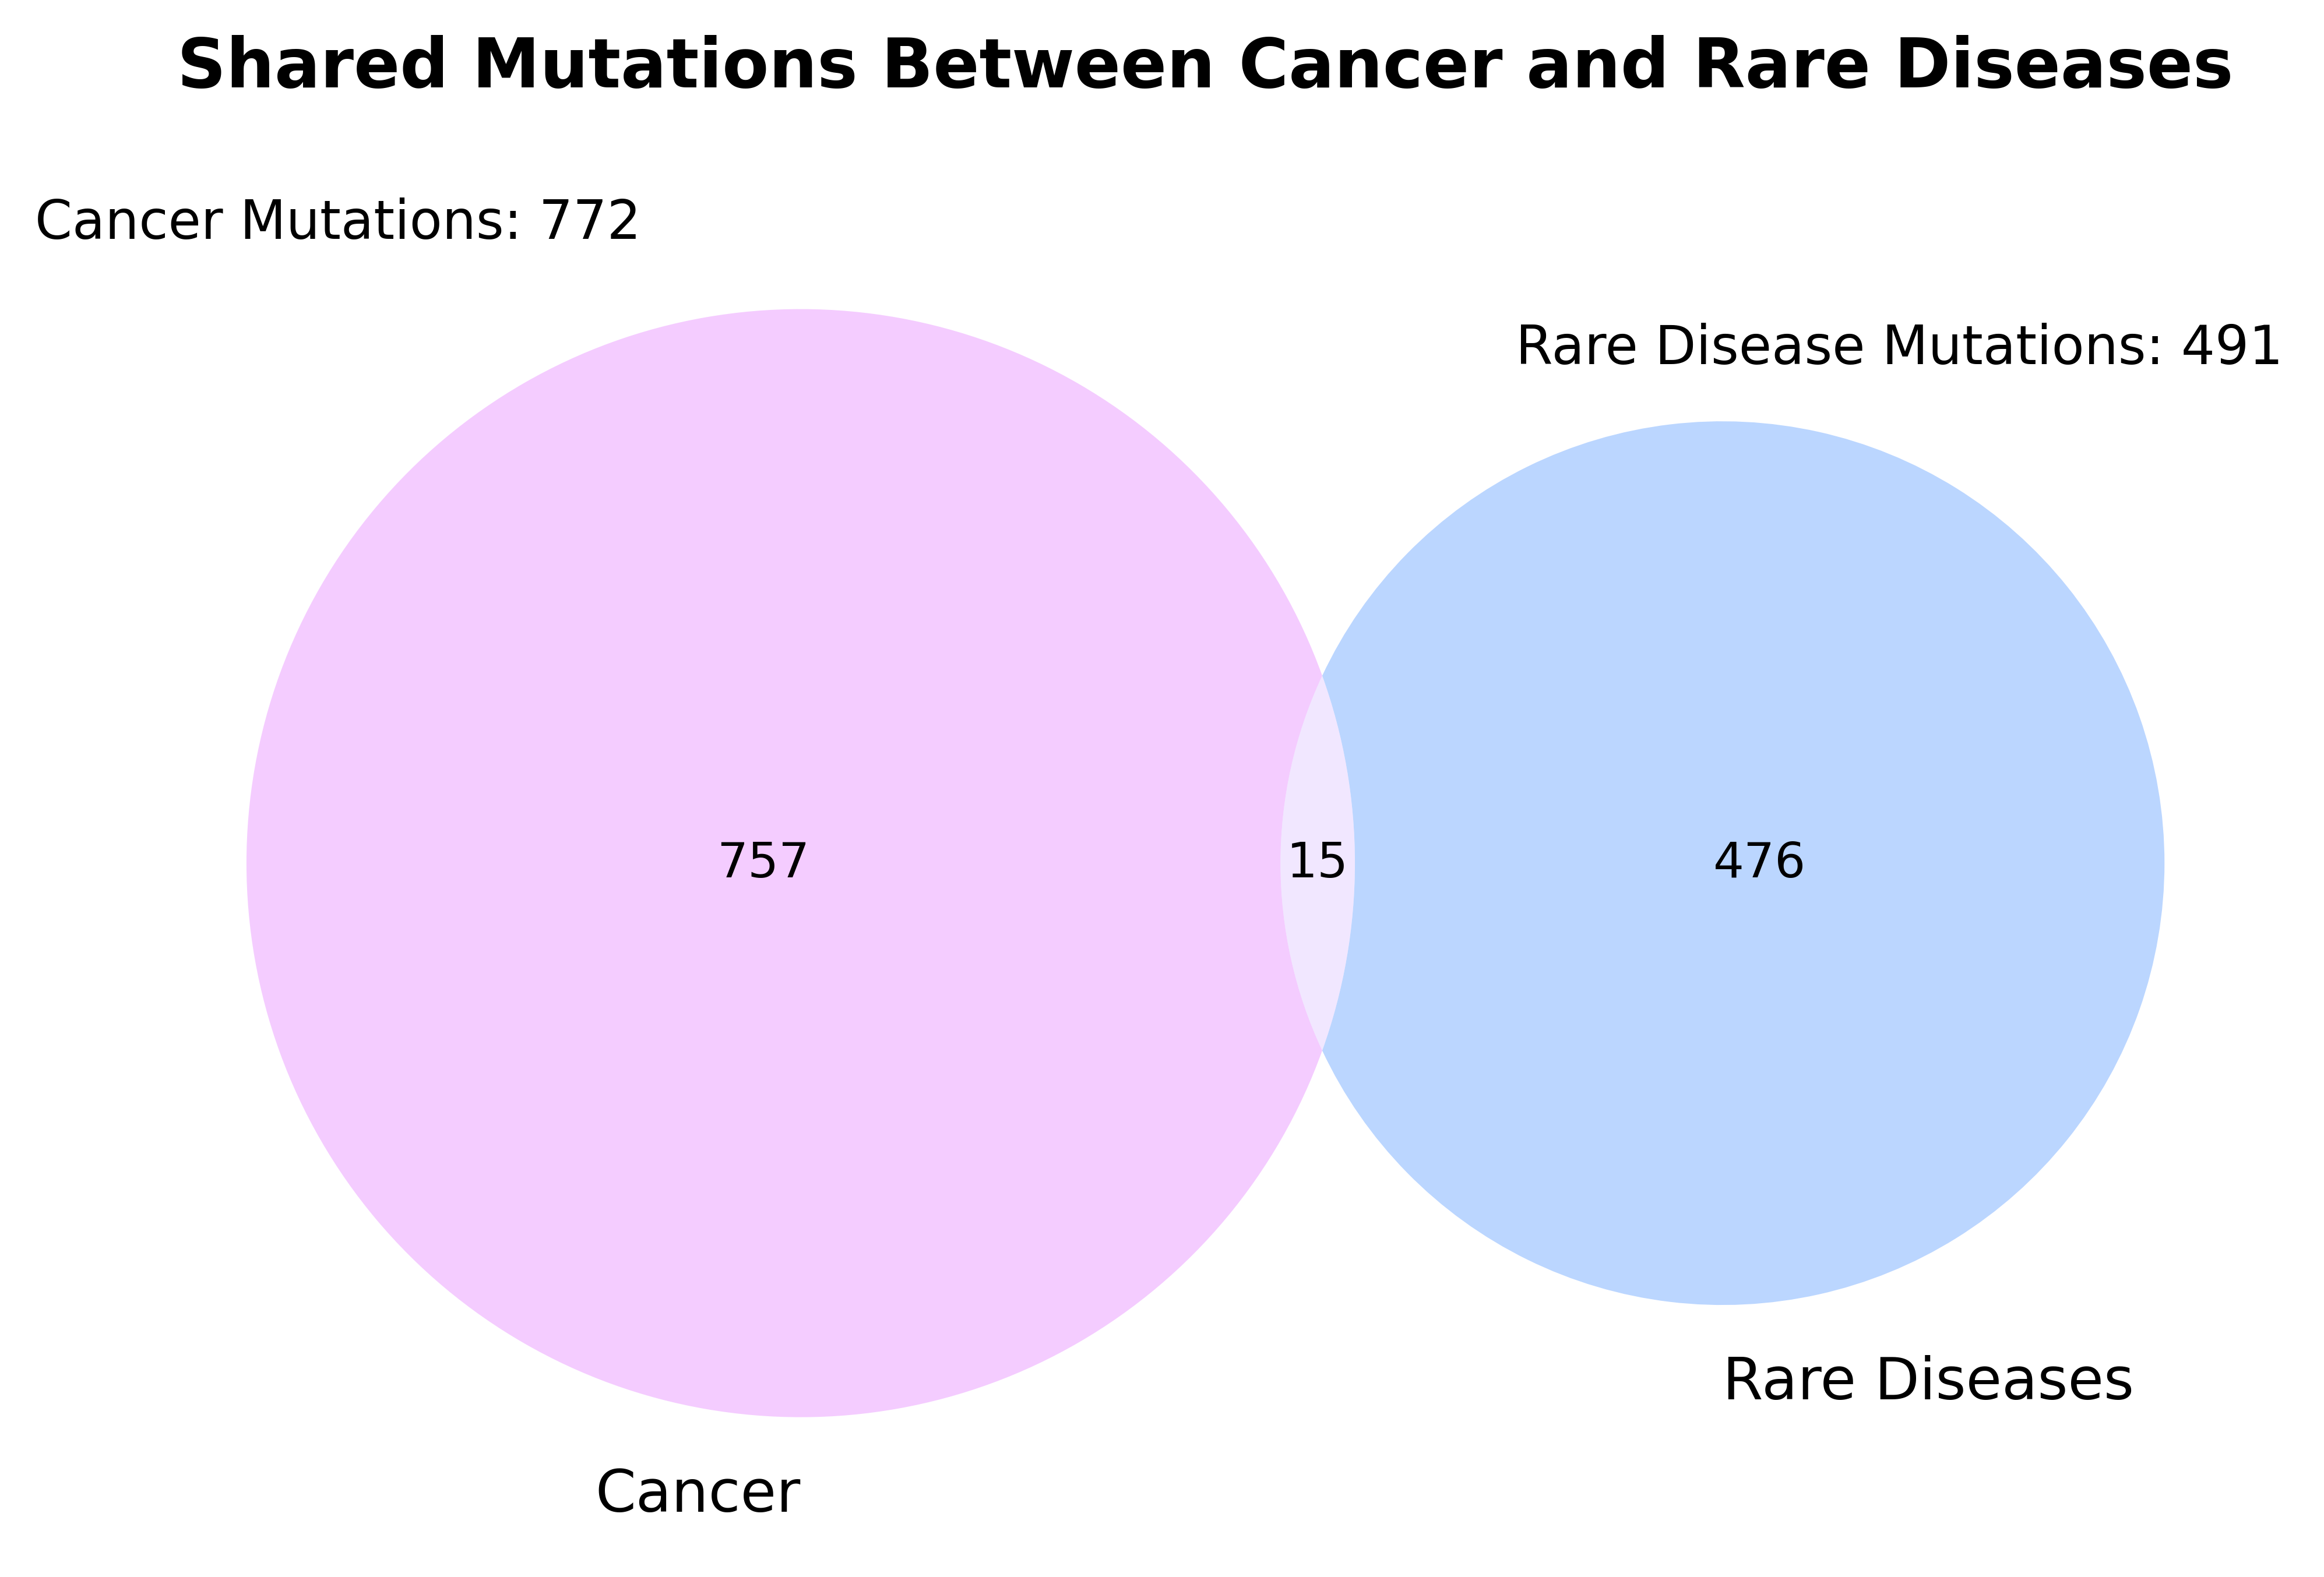 Shared Mutations Between Cancer and Rare Diseases
Cancer Mutations: 772
Rare Disease Mutations: 491
757
15
476
Rare Diseases
Cancer